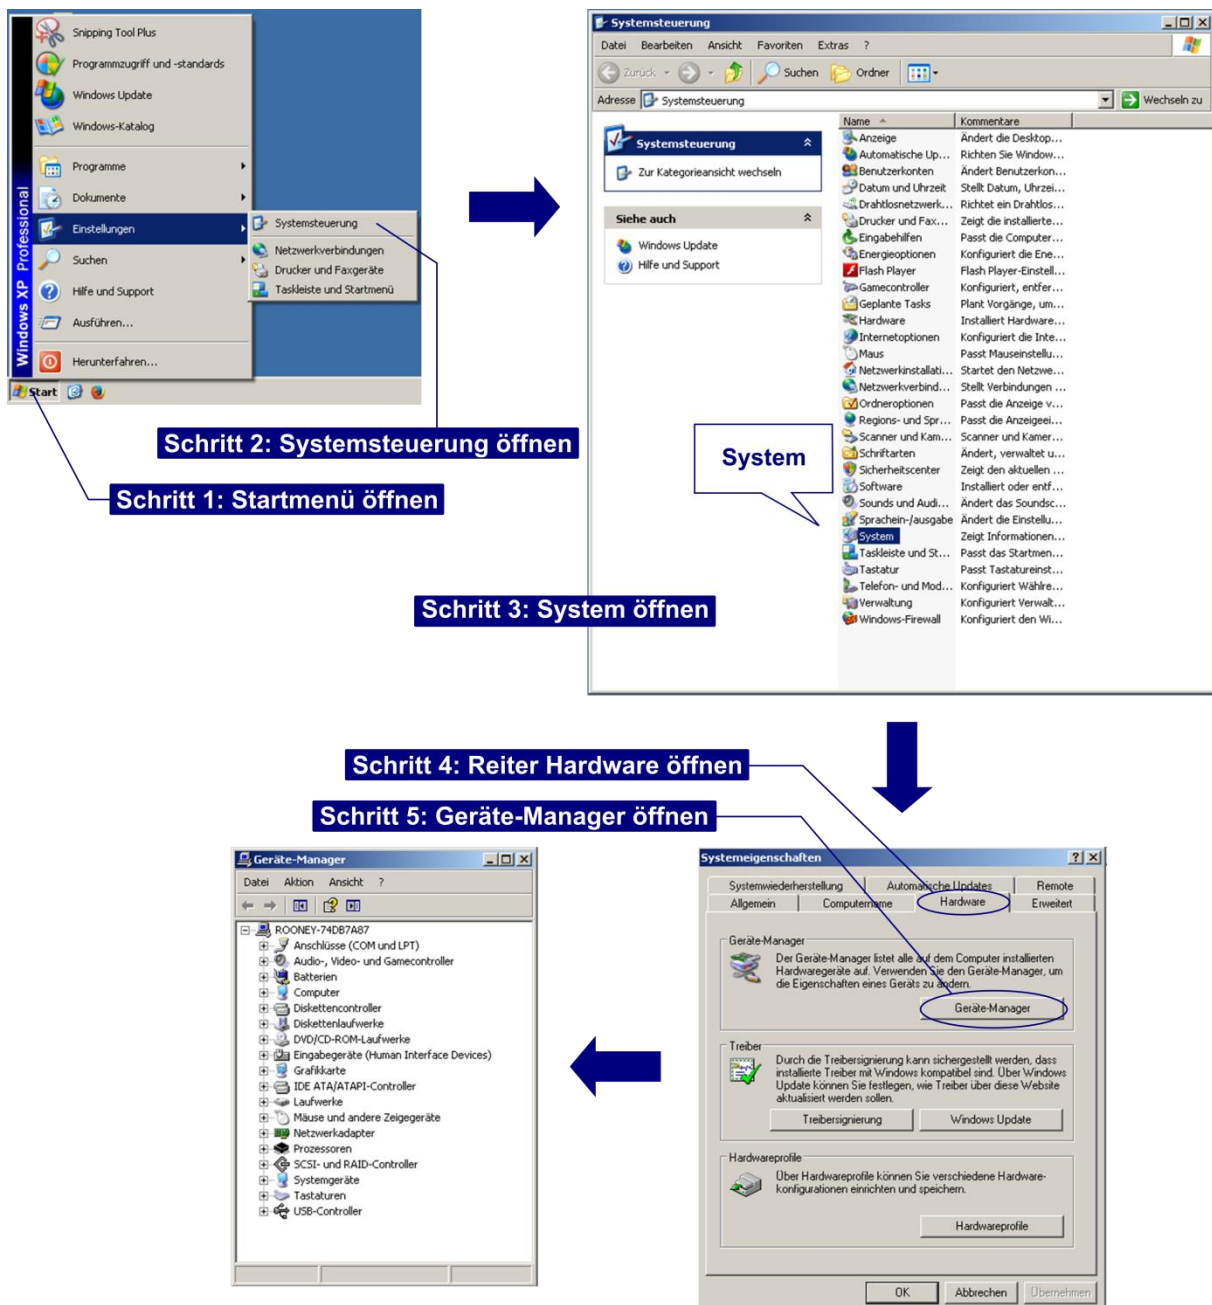 Snipping Tool Plus
Programmzugriff und -standards
Windows Update
Windows-Katalog
Programme
Dokumente
Einstellungen
Suchen
Hilfe und Support
Ausführen...
Herunterfahren...
Windows XP Professional
Systemsteuerung
Netzwerkverbindungen
Drucker und Faxgeräte
Taskleiste und Startmenü
Start
Schritt 2: Systemsteuerung öffnen
Schritt 1: Startmenü öffnen
Systemsteuerung
Datei Bearbeiten Ansicht Favoriten Extras ?
Zurück Suchen Ordner
Adresse Systemsteuerung Wechseln zu
Systemsteuerung
Zur Kategorieansicht wechseln
Siehe auch
Windows Update
Hilfe und Support
Name Kommentare
Anzeige Ändert die Desktop...
Automatische Up... Richten Sie Window...
Benutzerkonten Ändert Benutzerkon...
Datum und Uhrzeit Stellt Datum, Uhrzei...
Drahtlosnetzwerk... Richtet ein Drahtlos...
Drucker und Fax... Zeigt die installierte...
Eingabehilfen Passt die Computer...
Energieoptionen Konfiguriert die Ene...
Flash Player Flash Player-Einstell...
Gamecontroller Konfiguriert, entfer...
Geplante Tasks Plant Vorgänge, um...
Hardware Installiert Hardware...
Internetoptionen Konfiguriert die Inte...
Maus Passt Mauseinstellu...
Netzwerkinstallati... Startet den Netzwe...
Netzwerkverbind... Stellt Verbindungen ...
Ordneroptionen Passt die Anzeige v...
Regions- und Spr... Passt die Anzeigeei...
Scanner und Kam... Scanner und Kamer...
Schriftarten Ändert, verwaltet u...
Sicherheitscenter Zeigt den aktuellen ...
Software Installiert oder entf...
Sounds und Audi... Ändert das Soundsc...
Sprachein-/ausgabe Ändert die Einstellu...
System Zeigt Informationen...
Taskleiste und St... Passt das Startmen...
Tastatur Passt Tastatureinst...
Telefon- und Mod... Konfiguriert Wählre...
Verwaltung Konfiguriert Verwalt...
Windows-Firewall Konfiguriert den Wi...
System
Schritt 3: System öffnen
Schritt 4: Reiter Hardware öffnen
Schritt 5: Geräte-Manager öffnen
Geräte-Manager
Datei Aktion Ansicht ?
ROONEY-74DB7A87
Anschlüsse (COM und LPT)
Audio-, Video- und Gamecontroller
Batterien
Computer
Diskettencontroller
Diskettenlaufwerke
DVD/CD-ROM-Laufwerke
Eingabegeräte (Human Interface Devices)
Grafikkarte
IDE ATA/ATAPI-Controller
Laufwerke
Mäuse und andere Zeigegeräte
Netzwerkadapter
Prozessoren
SCSI- und RAID-Controller
Systemgeräte
Tastaturen
USB-Controller
Systemeigenschaften
Systemwiederherstellung Automatische Updates Remote
Allgemein Computername Hardware Erweitert
Geräte-Manager
Der Geräte-Manager listet alle auf dem Computer installierten
Hardwaregeräte auf. Verwenden Sie den Geräte-Manager, um
die Eigenschaften eines Geräts zu ändern.
Geräte-Manager
Treiber
Durch die Treibersignierung kann sichergestellt werden, dass
installierte Treiber mit Windows kompatibel sind. Über Windows
Update können Sie festlegen, wie Treiber über diese Website
aktualisiert werden sollen.
Treibersignierung Windows Update
Hardwareprofile
Über Hardwareprofile können Sie verschiedene Hardware-
konfigurationen einrichten und speichern.
Hardwareprofile
OK Abbrechen Übernehmen